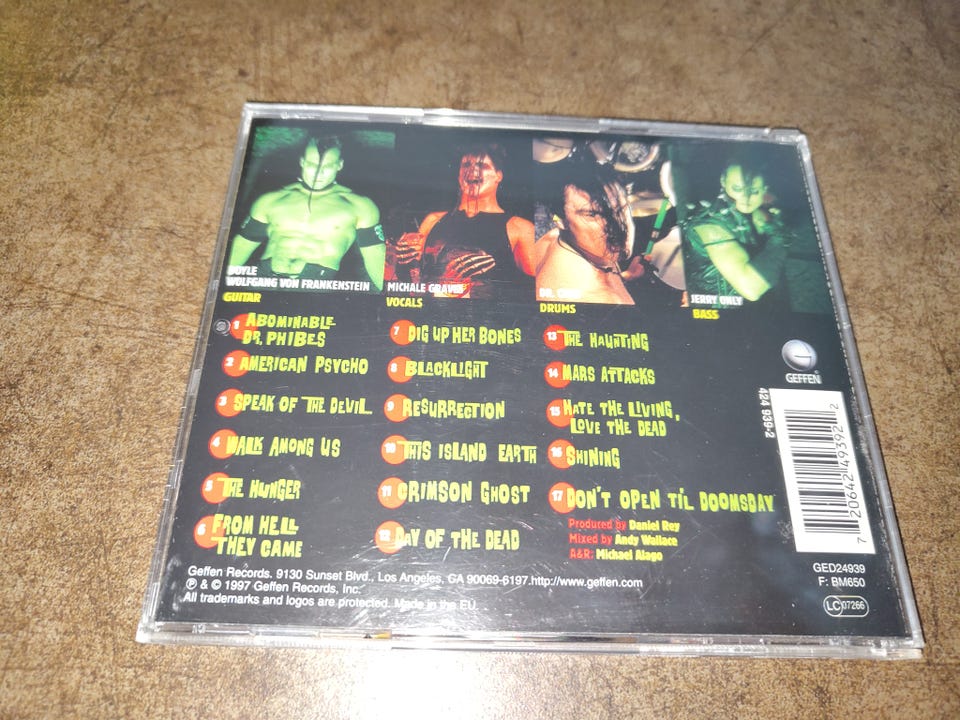 DOYLE
WOLFGANG VON FRANKENSTEIN
GUITAR
MICHALE GRAVES
VOCALS
DR.
DRUMS
JERRY ONLY
BASS
1 ABOMINABLE
DR. PHIBES
2 AMERICAN PSYCHO
3 SPEAK OF THE DEVIL
4 WALK AMONG US
5 THE HUNGER
6 FROM HELL
THEY CAME
7 DIG UP HER BONES
8 BLACKLIGHT
9 RESURRECTION
10 THIS ISLAND EARTH
11 CRIMSON GHOST
12 DAY OF THE DEAD
13 THE HAUNTING
14 MARS ATTACKS
15 HATE THE LIVING,
LOVE THE DEAD
16 SHINING
17 DON'T OPEN TIL DOOMSDAY
Produced by Daniel Rey
Mixed by Andy Wallace
A&R: Michael Alago
GEFFEN
424 939-2
7 20642 49392 2
GED24939
F: BM650
LC 07266
Geffen Records. 9130 Sunset Blvd., Los Angeles, CA 90069-6197.http://www.geffen.com
℗ & © 1997 Geffen Records, Inc.
All trademarks and logos are protected. Made in the EU.